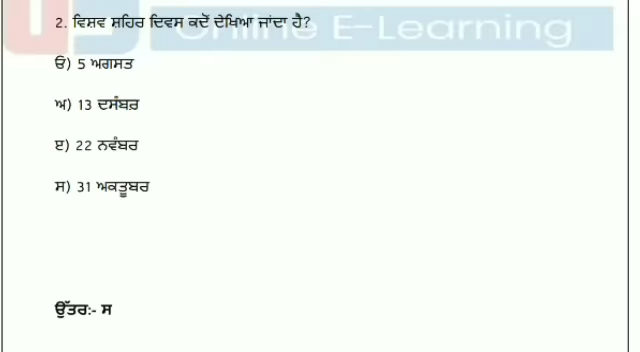 Online E-Learning
2. ਵਿਸ਼ਵ ਸ਼ਹਿਰ ਦਿਵਸ ਕਦੋਂ ਦੇਖਿਆ ਜਾਂਦਾ ਹੈ?
ੳ) 5 ਅਗਸਤ
ਅ) 13 ਦਸੰਬਰ
ੲ) 22 ਨਵੰਬਰ
ਸ) 31 ਅਕਤੂਬਰ
ਉੱਤਰ:- ਸ